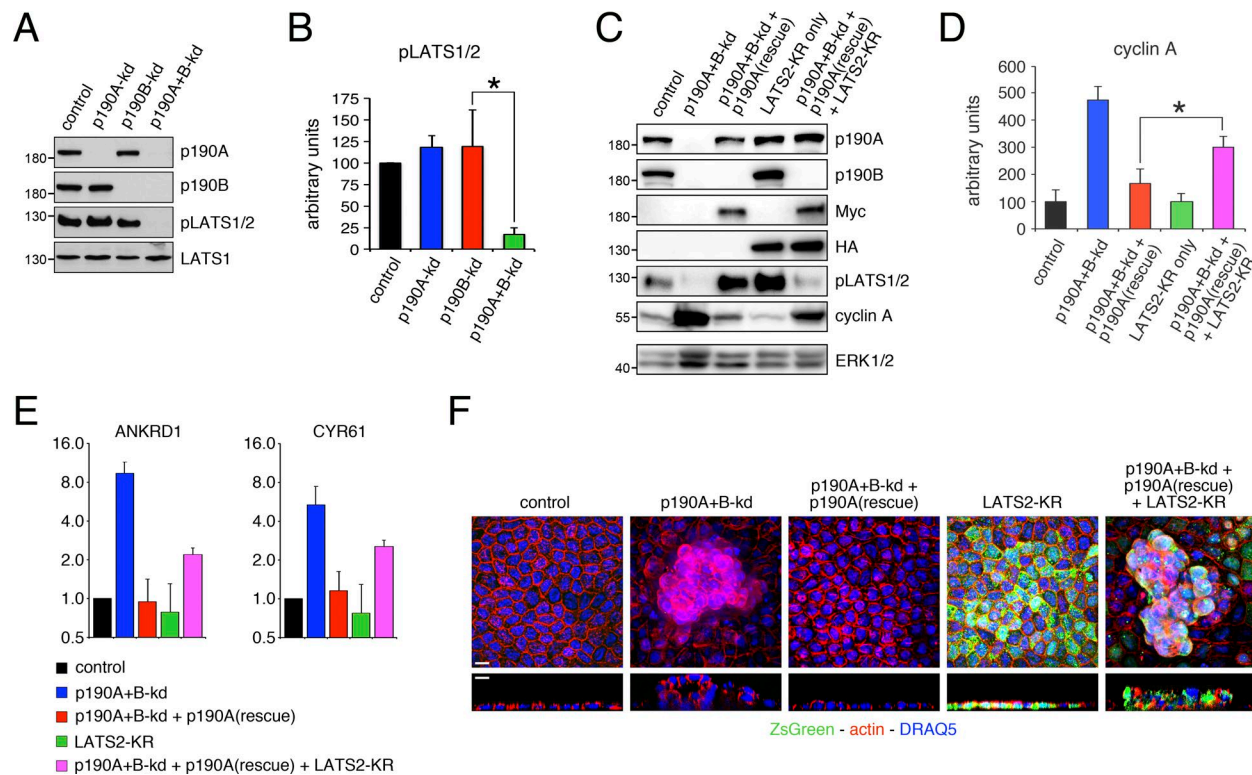 A
control
p190A-kd
p190B-kd
p190A+B-kd
180
p190A
180
p190B
130
pLATS1/2
130
LATS1
B
pLATS1/2
arbitrary units
175
150
125
100
75
50
25
0
*
control
p190A-kd
p190B-kd
p190A+B-kd
C
control
p190A+B-kd
p190A+B-kd +
p190A(rescue)
LATS2-KR only
p190A+B-kd +
p190A(rescue)
+ LATS2-KR
180
p190A
180
p190B
180
Myc
130
HA
130
pLATS1/2
55
cyclin A
40
ERK1/2
D
cyclin A
arbitrary units
600
500
400
300
200
100
0
*
control
p190A+B-kd
p190A+B-kd +
p190A(rescue)
LATS2-KR only
p190A+B-kd +
p190A(rescue)
+ LATS2-KR
E
ANKRD1
16.0
8.0
4.0
2.0
1.0
0.5
CYR61
16.0
8.0
4.0
2.0
1.0
0.5
control
p190A+B-kd
p190A+B-kd + p190A(rescue)
LATS2-KR
p190A+B-kd + p190A(rescue) + LATS2-KR
F
control
p190A+B-kd
p190A+B-kd +
p190A(rescue)
LATS2-KR
p190A+B-kd +
p190A(rescue)
+ LATS2-KR
ZsGreen - actin - DRAQ5